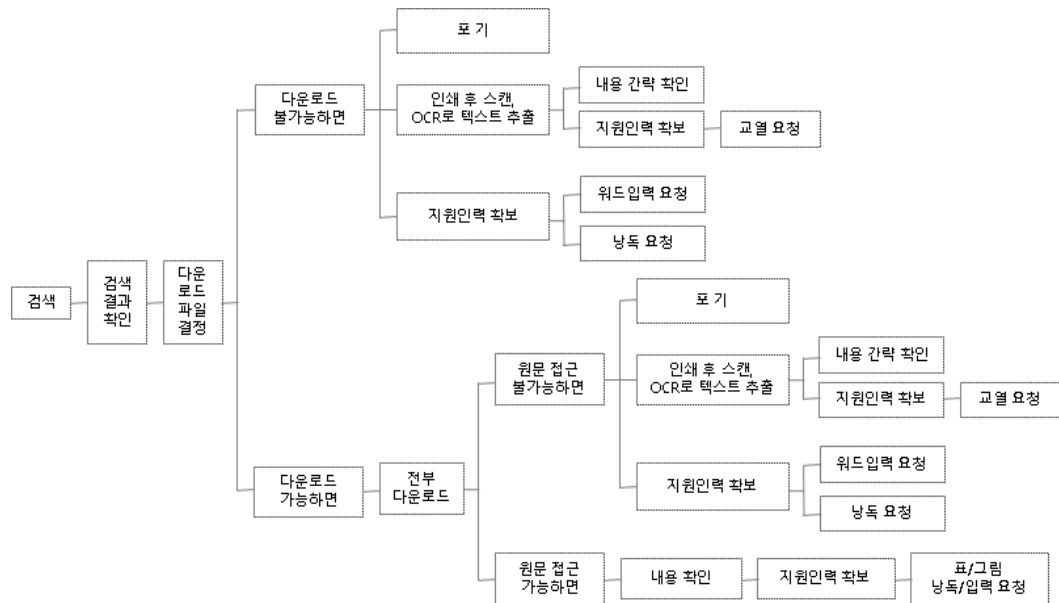 검색
검색
결과
확인
다운
로드
파일
결정
다운로드
불가능하면
포 기
인쇄 후 스캔,
OCR로 텍스트 추출
내용 간략 확인
지원인력 확보
교열 요청
지원인력 확보
워드입력 요청
낭독 요청
다운로드
가능하면
전부
다운로드
원문 접근
불가능하면
포 기
인쇄 후 스캔,
OCR로 텍스트 추출
내용 간략 확인
지원인력 확보
교열 요청
지원인력 확보
워드입력 요청
낭독 요청
원문 접근
가능하면
내용 확인
지원인력 확보
표/그림
낭독/입력 요청